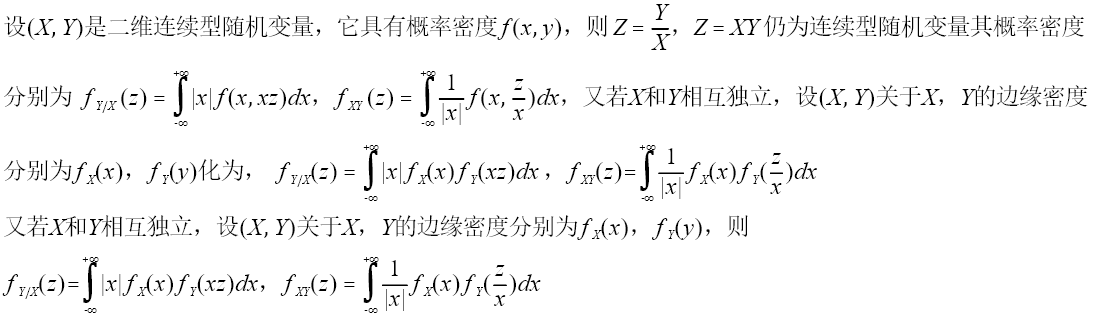 设(X, Y)是二维连续型随机变量，它具有概率密度f(x, y)，则 Z = Y/X，Z = XY 仍为连续型随机变量其概率密度
分别为 f_{Y/X}(z) = ∫_{-∞}^{+∞} |x| f(x, xz)dx，f_{XY}(z) = ∫_{-∞}^{+∞} 1/|x| f(x, z/x)dx，又若X和Y相互独立，设(X, Y)关于X，Y的边缘密度
分别为f_X(x)，f_Y(y)化为， f_{Y/X}(z) = ∫_{-∞}^{+∞} |x| f_X(x) f_Y(xz)dx，f_{XY}(z)=∫_{-∞}^{+∞} 1/|x| f_X(x) f_Y(z/x)dx
又若X和Y相互独立，设(X, Y)关于X，Y的边缘密度分别为f_X(x)，f_Y(y)，则
f_{Y/X}(z)=∫_{-∞}^{+∞} |x| f_X(x) f_Y(xz)dx，f_{XY}(z) = ∫_{-∞}^{+∞} 1/|x| f_X(x) f_Y(z/x)dx